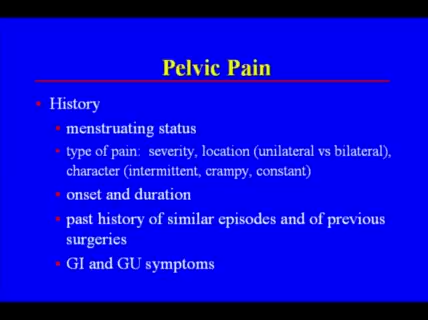 Pelvic Pain
History
menstruating status
type of pain: severity, location (unilateral vs bilateral),
character (intermittent, crampy, constant)
onset and duration
past history of similar episodes and of previous
surgeries
GI and GU symptoms